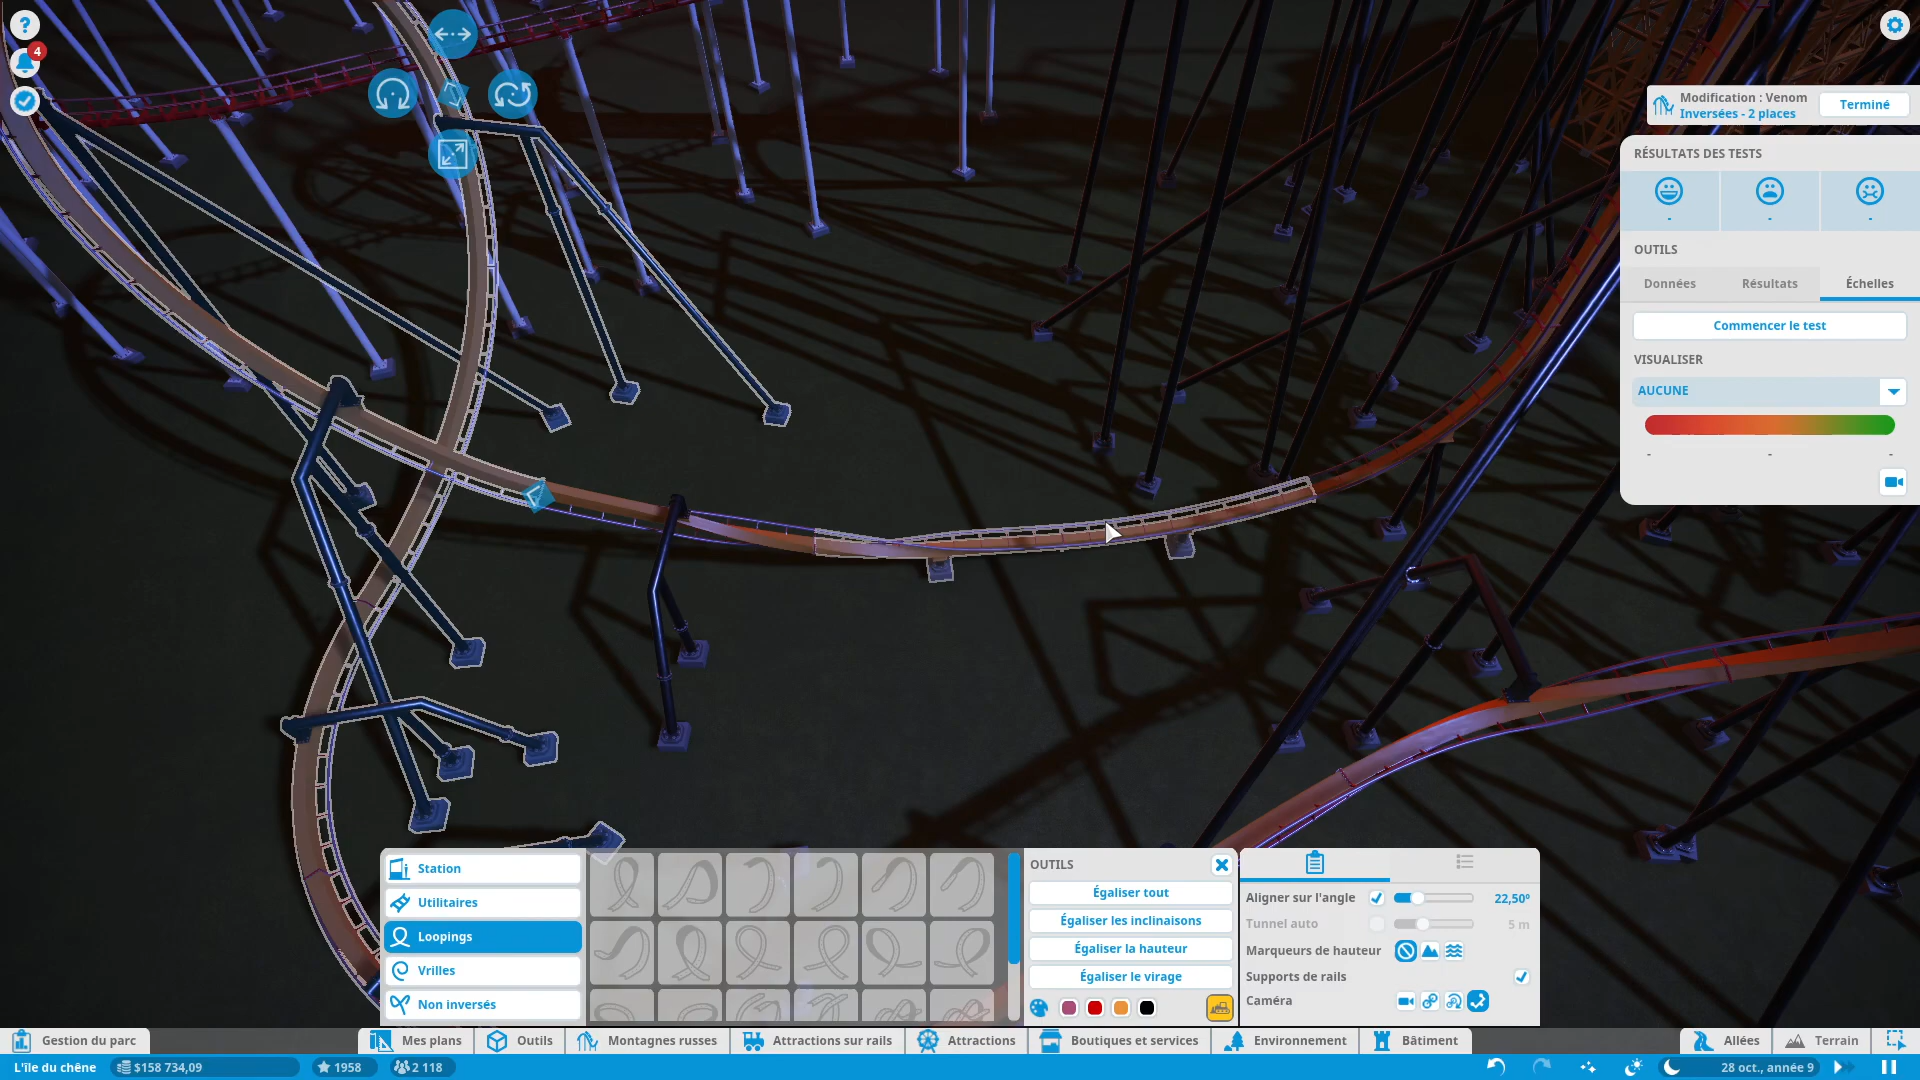 ?
4
Modification : Venom
Inversées - 2 places
Terminé
RÉSULTATS DES TESTS
- - -
OUTILS
Données Résultats Échelles
Commencer le test
VISUALISER
AUCUNE
- - -
Station
Utilitaires
Loopings
Vrilles
Non inversés
OUTILS
Égaliser tout
Égaliser les inclinaisons
Égaliser la hauteur
Égaliser le virage
Aligner sur l'angle 22,50º
Tunnel auto 5 m
Marqueurs de hauteur
Supports de rails
Caméra
Gestion du parc Mes plans Outils Montagnes russes Attractions sur rails Attractions Boutiques et services Environnement Bâtiment Allées Terrain
L'île du chêne $158 734,09 1958 2 118 28 oct., année 9